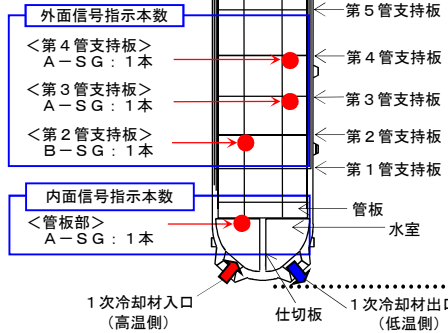 外面信号指示本数
＜第４管支持板＞
Ａ－ＳＧ：１本
＜第３管支持板＞
Ａ－ＳＧ：１本
＜第２管支持板＞
Ｂ－ＳＧ：１本
内面信号指示本数
＜管板部＞
Ａ－ＳＧ：１本
第５管支持板
第４管支持板
第３管支持板
第２管支持板
第１管支持板
管板
水室
１次冷却材入口
（高温側）
仕切板
１次冷却材出口
（低温側）